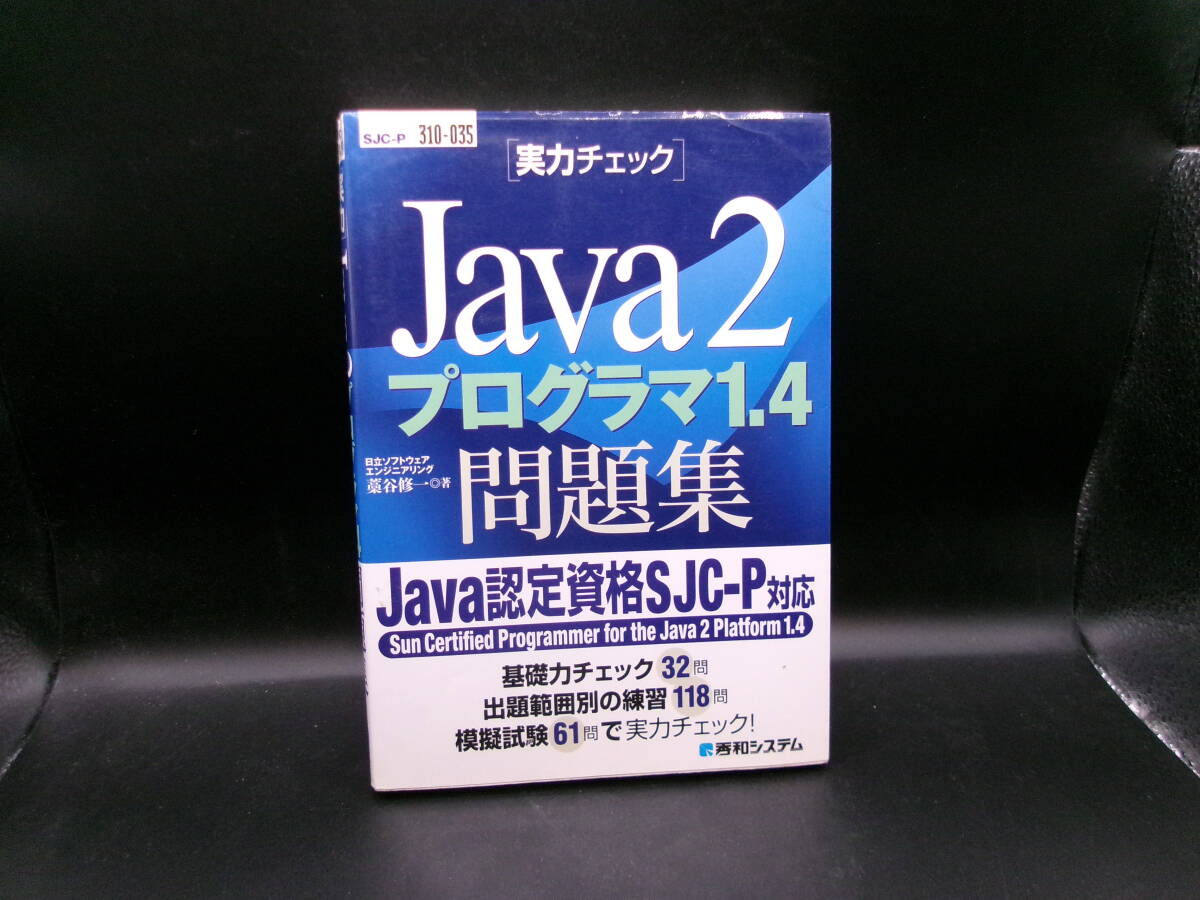 SJC-P 310-035
[実力チェック]
Java2
プログラマ1.4
日立ソフトウェア
エンジニアリング
藁谷修一◎著
問題集
Java認定資格SJC-P対応
Sun Certified Programmer for the Java 2 Platform 1.4
基礎力チェック32問
出題範囲別の練習118問
模擬試験61問で実力チェック!
秀和システム